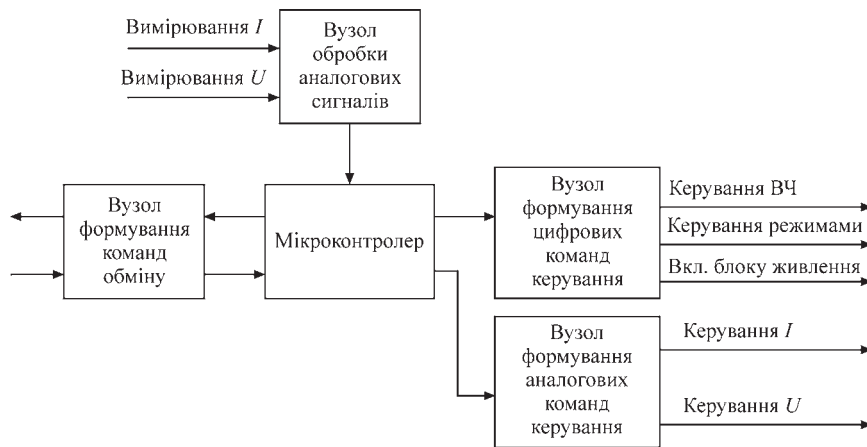 Вимірювання I
Вимірювання U
Вузол
обробки
аналогових
сигналів
Вузол
формування
команд
обміну
Мікроконтролер
Вузол
формування
цифрових
команд
керування
Керування ВЧ
Керування режимами
Вкл. блоку живлення
Вузол
формування
аналогових
команд
керування
Керування I
Керування U